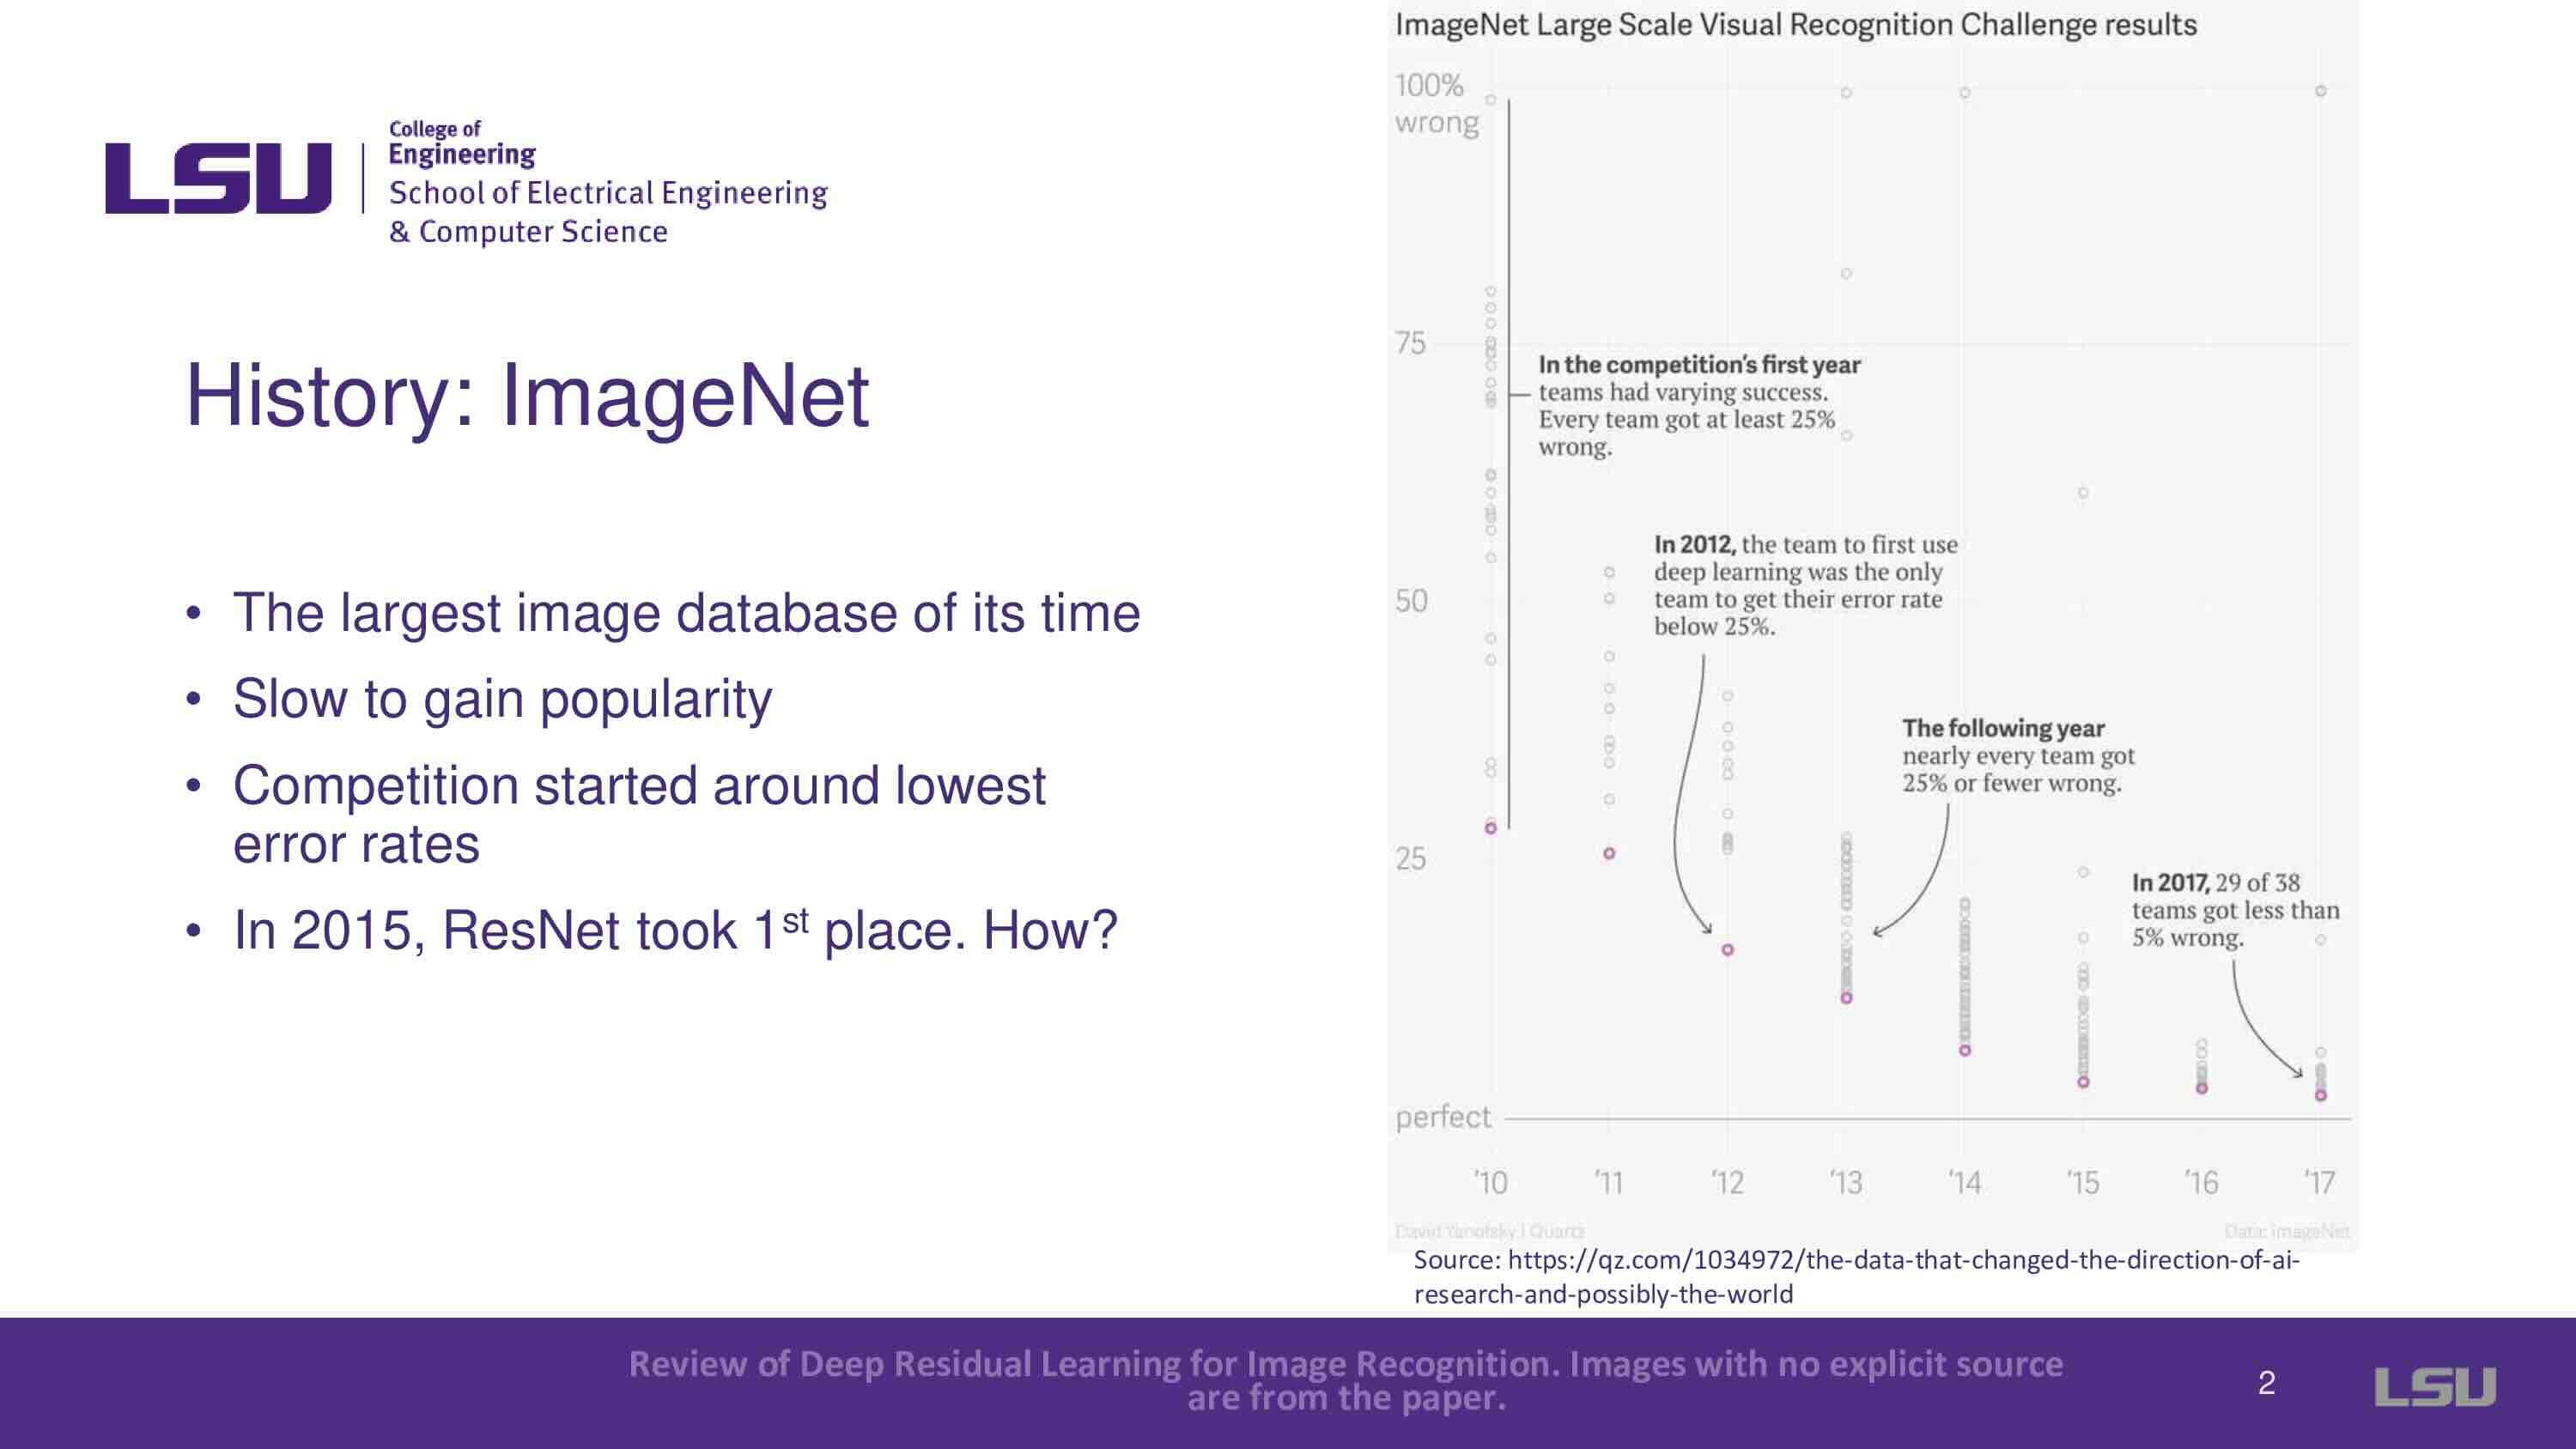 LSU
College of
Engineering
School of Electrical Engineering
& Computer Science
History: ImageNet
• The largest image database of its time
• Slow to gain popularity
• Competition started around lowest
error rates
• In 2015, ResNet took 1st place. How?
ImageNet Large Scale Visual Recognition Challenge results
100%
wrong
75
In the competition's first year
teams had varying success.
Every team got at least 25%
wrong.
In 2012, the team to first use
deep learning was the only
team to get their error rate
below 25%.
50
The following year
nearly every team got
25% or fewer wrong.
25
In 2017, 29 of 38
teams got less than
5% wrong.
perfect
'10 '11 '12 '13 '14 '15 '16 '17
David Yanofsky | Quartz
Data: ImageNet
Source: https://qz.com/1034972/the-data-that-changed-the-direction-of-ai-
research-and-possibly-the-world
Review of Deep Residual Learning for Image Recognition. Images with no explicit source
are from the paper.
2
LSU